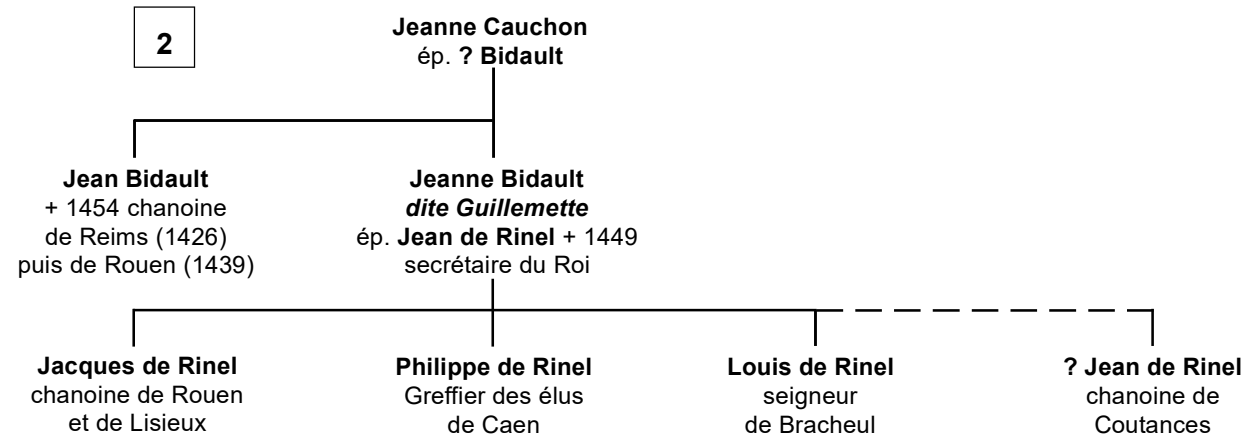 2
Jeanne Cauchon
ép. ? Bidault
Jean Bidault
+ 1454 chanoine
de Reims (1426)
puis de Rouen (1439)
Jeanne Bidault
dite Guillemette
ép. Jean de Rinel + 1449
secrétaire du Roi
Jacques de Rinel
chanoine de Rouen
et de Lisieux
Philippe de Rinel
Greffier des élus
de Caen
Louis de Rinel
seigneur
de Bracheul
? Jean de Rinel
chanoine de
Coutances